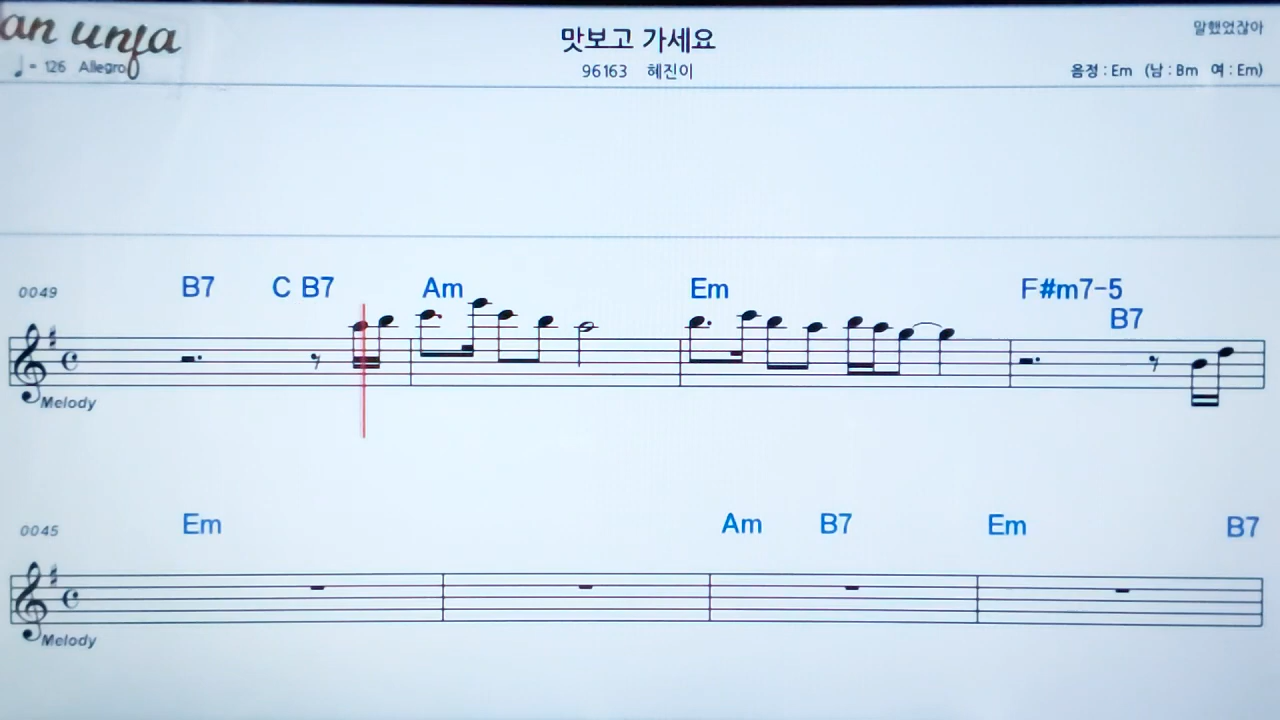 an unja
맛보고 가세요
말했었잖아
♩= 126 Allegro
96163 혜진이
음정 : Em (남 : Bm 여 : Em)
0049 B7 C B7 Am Em F#m7-5
B7
Melody
0045 Em Am B7 Em B7
Melody